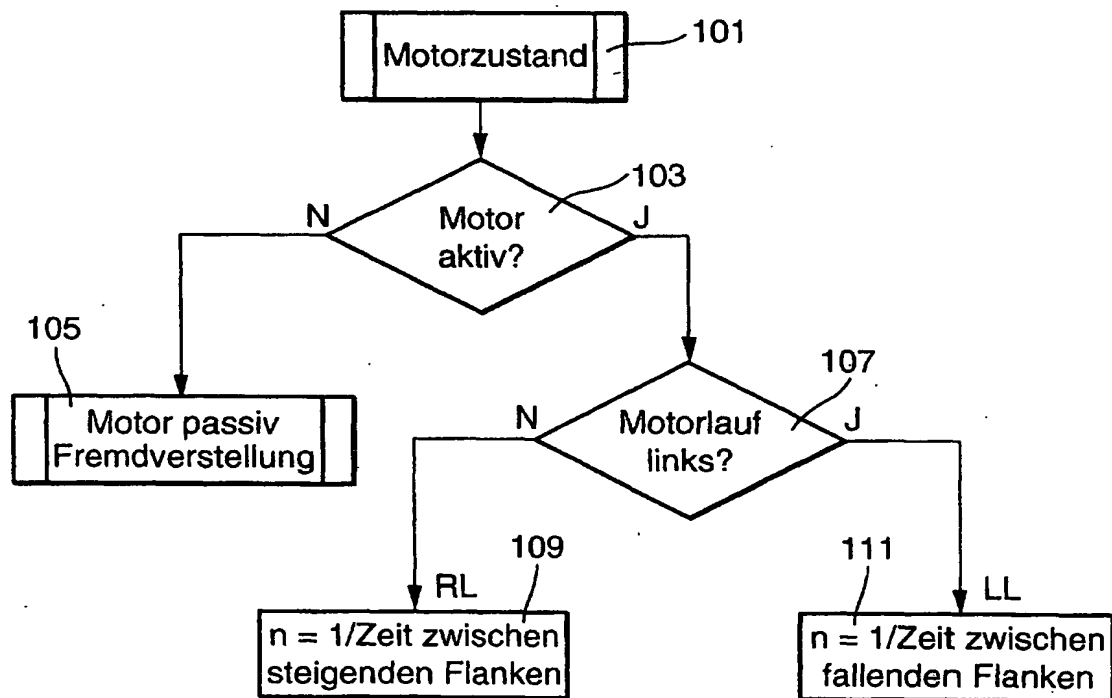 Motorzustand
101
103
N
Motor
aktiv?
J
105
Motor passiv
Fremdverstellung
107
N
Motorlauf
links?
J
109
RL
n = 1/Zeit zwischen
steigenden Flanken
111
LL
n = 1/Zeit zwischen
fallenden Flanken